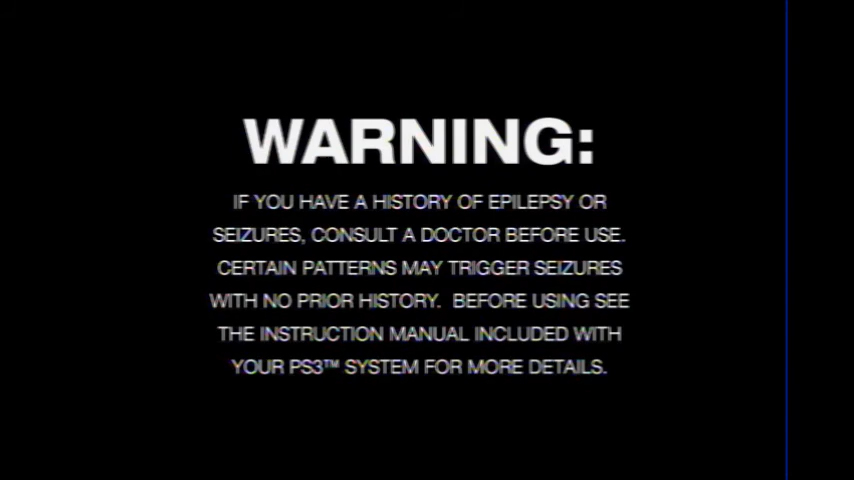 WARNING:
IF YOU HAVE A HISTORY OF EPILEPSY OR
SEIZURES, CONSULT A DOCTOR BEFORE USE.
CERTAIN PATTERNS MAY TRIGGER SEIZURES
WITH NO PRIOR HISTORY.  BEFORE USING SEE
THE INSTRUCTION MANUAL INCLUDED WITH
YOUR PS3™ SYSTEM FOR MORE DETAILS.